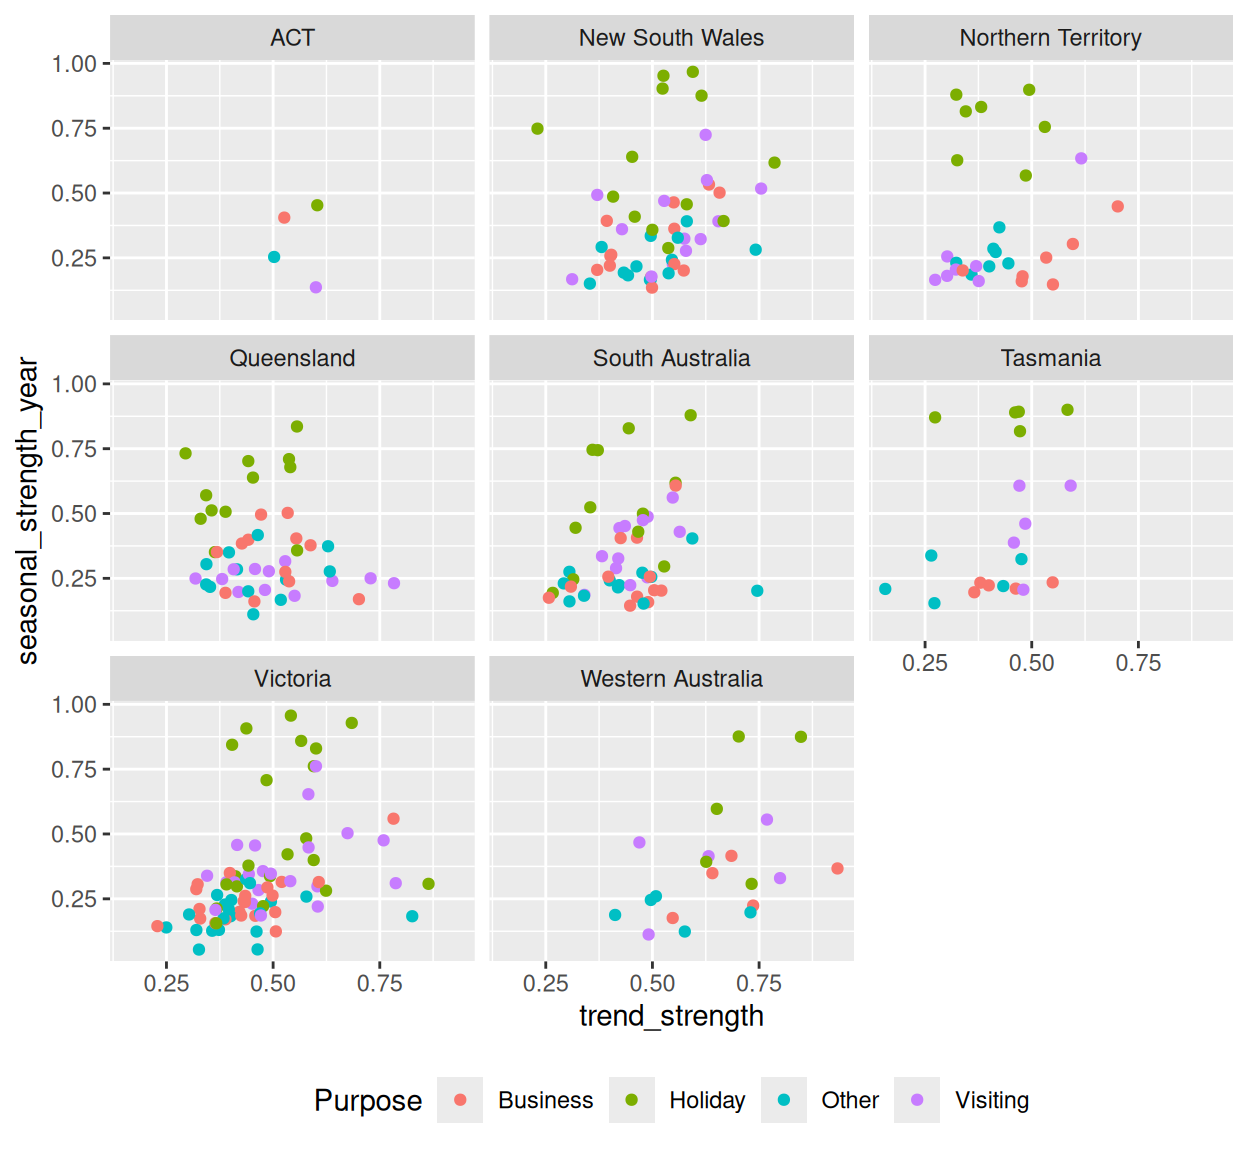 ACT New South Wales Northern Territory
1.00
0.75
0.50
0.25
Queensland South Australia Tasmania
1.00
0.75
0.50
0.25
0.25 0.50 0.75
Victoria Western Australia
1.00
0.75
0.50
0.25
0.25 0.50 0.75 0.25 0.50 0.75
seasonal_strength_year
trend_strength
Purpose Business Holiday Other Visiting